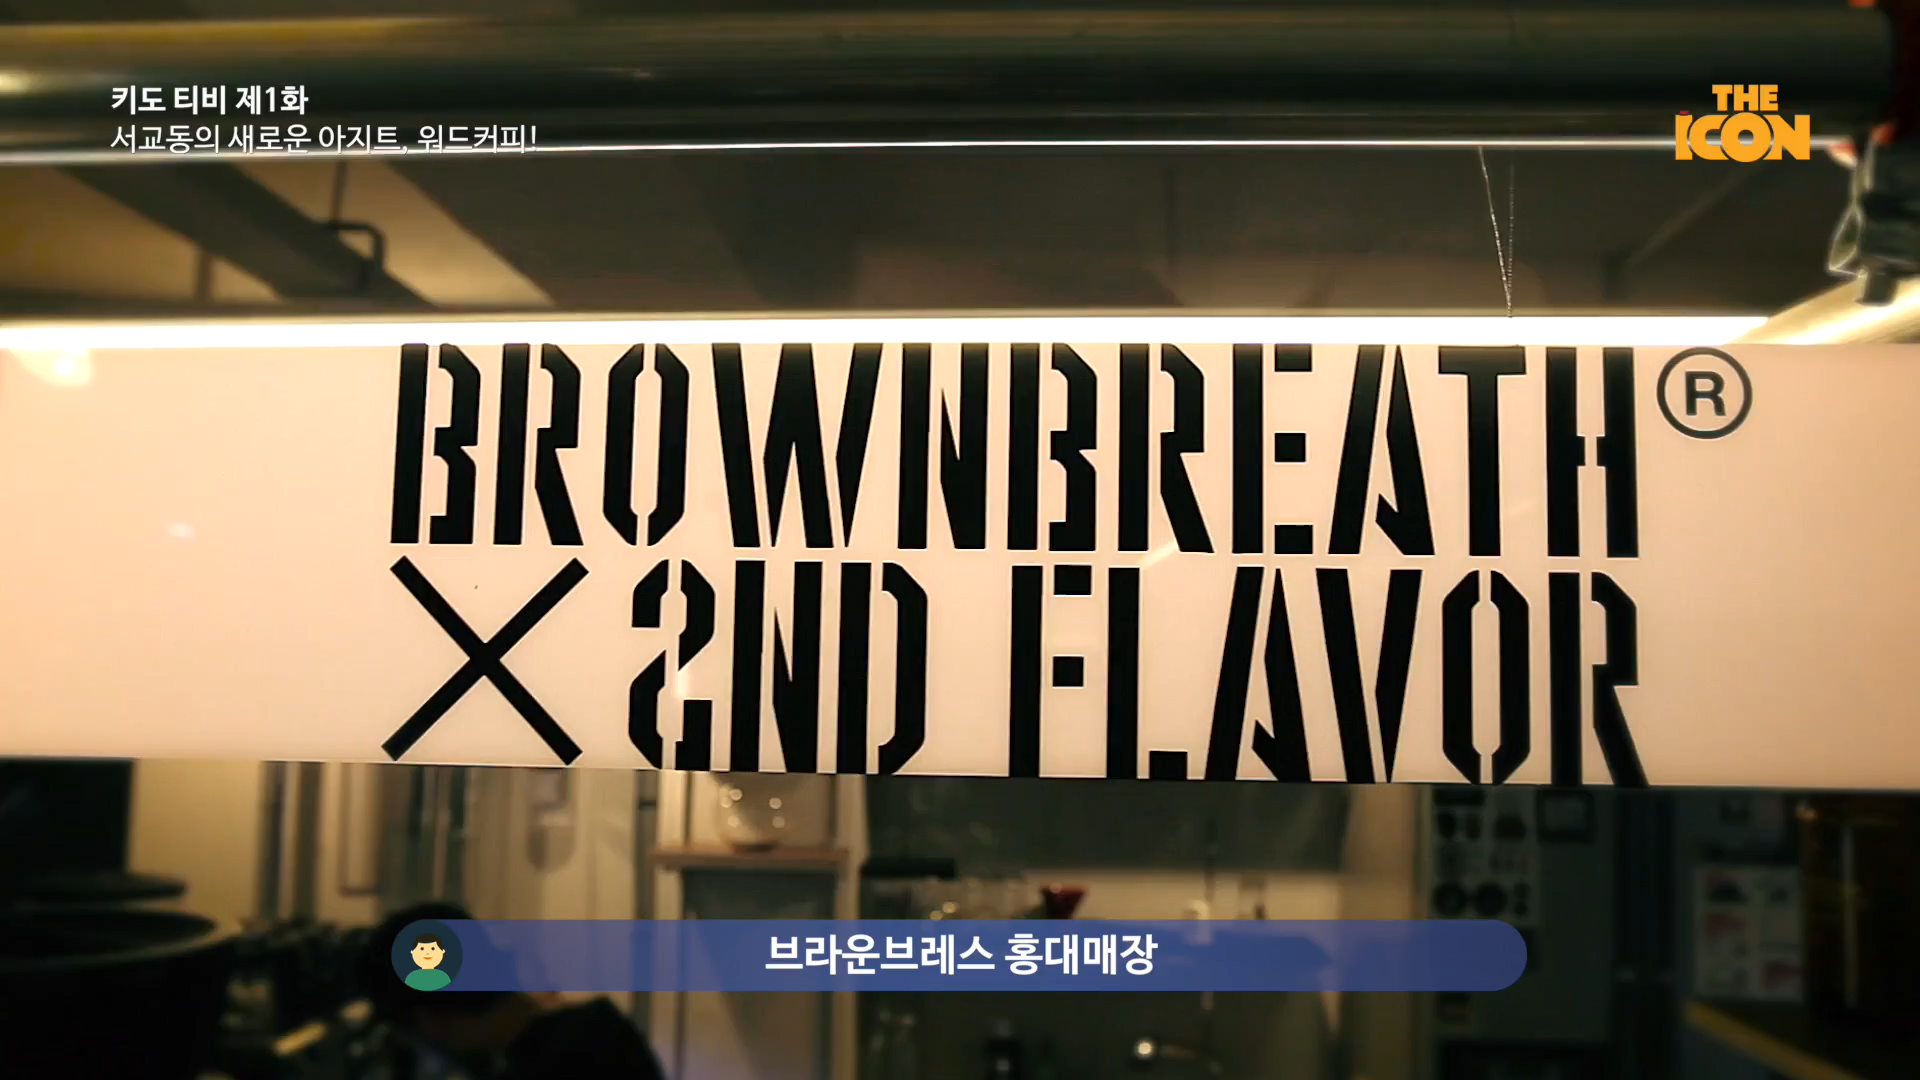 키도 티비 제1화
서교동의 새로운 아지트, 워드커피!
THE
ICON
BROWNBREATH®
× 2ND FLAVOR
브라운브레스 홍대매장